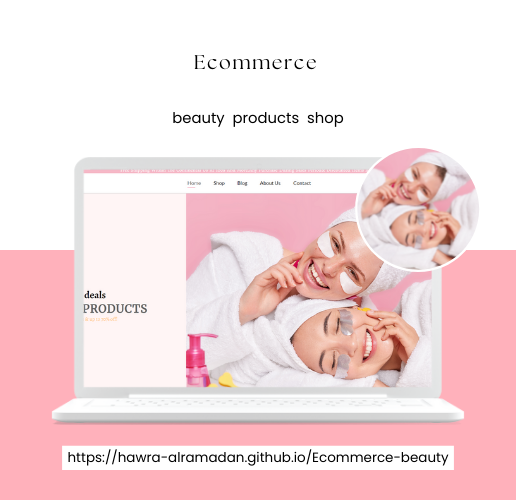 Ecommerce
beauty products shop
Home Shop Blog About Us Contact
deals
PRODUCTS
https://hawra-alramadan.github.io/Ecommerce-beauty